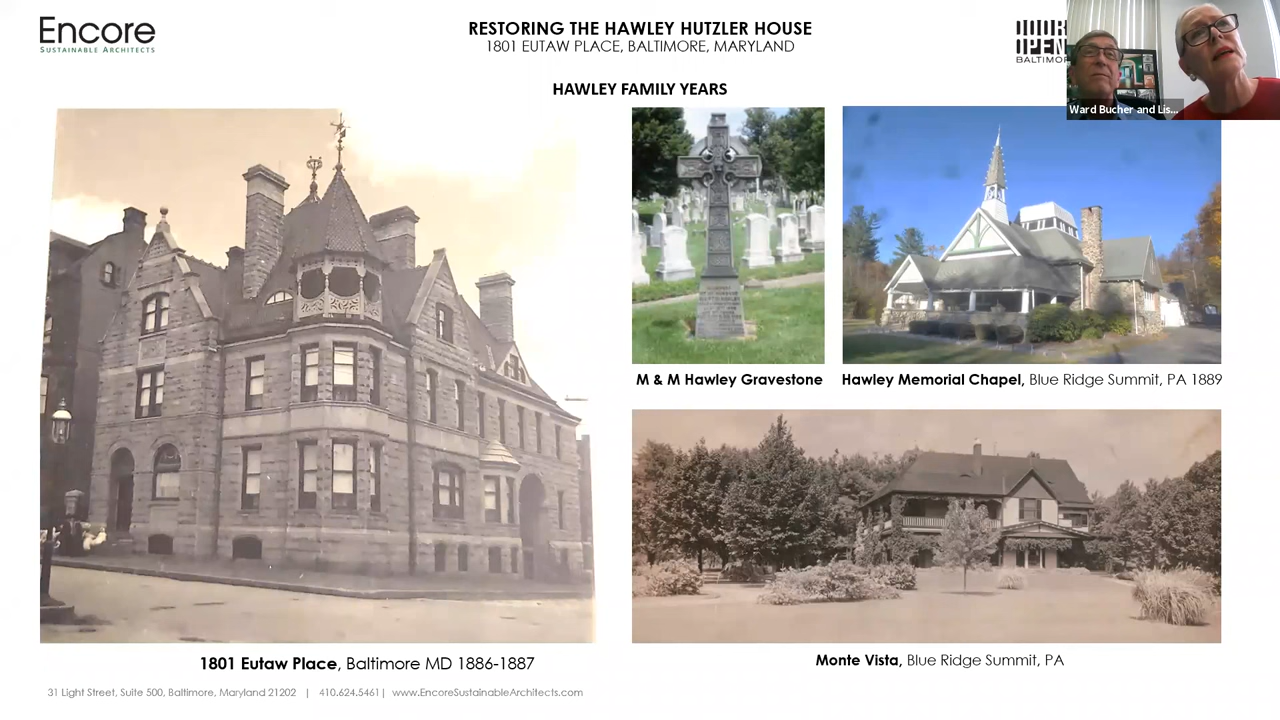 Encore
SUSTAINABLE ARCHITECTS
RESTORING THE HAWLEY HUTZLER HOUSE
1801 EUTAW PLACE, BALTIMORE, MARYLAND
DOORS
OPEN
BALTIMOR
Ward Bucher and Lis...
HAWLEY FAMILY YEARS
M & M Hawley Gravestone
Hawley Memorial Chapel, Blue Ridge Summit, PA 1889
1801 Eutaw Place, Baltimore MD 1886-1887
Monte Vista, Blue Ridge Summit, PA
31 Light Street, Suite 500, Baltimore, Maryland 21202 | 410.624.5461| www.EncoreSustainableArchitects.com